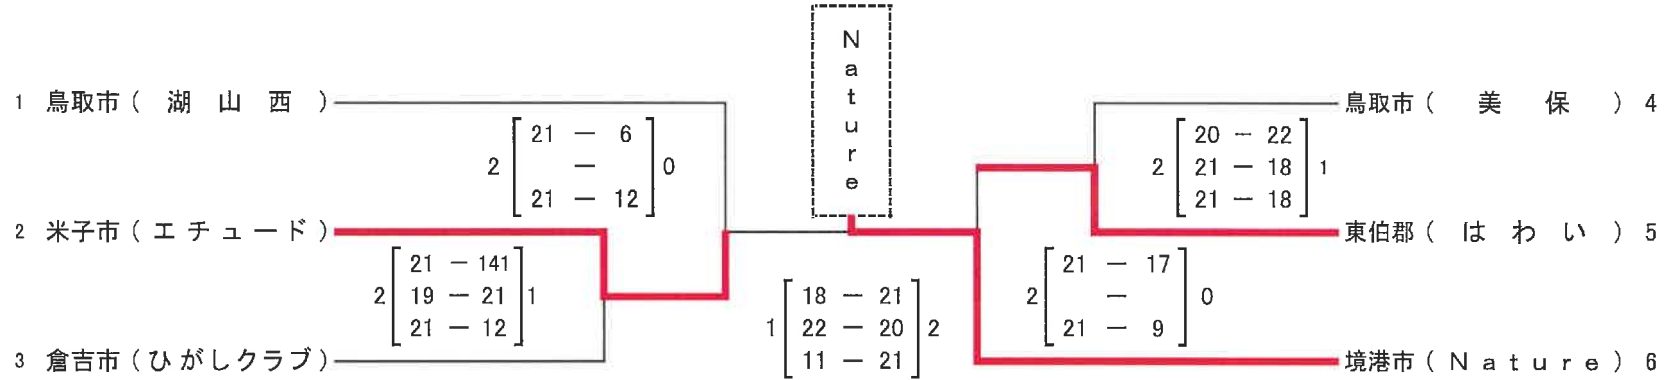 Nature
1 鳥取市（ 湖 山 西 ）
鳥取市（ 美 保 ） 4
2 [ 21 － 6 ] 0
－
21 － 12
2 [ 20 － 22 ] 1
21 － 18
21 － 18
2 米子市（エチュード）
東伯郡（ は わ い ） 5
2 [ 21 － 141 ] 1
19 － 21
21 － 12
1 [ 18 － 21 ] 2
22 － 20
11 － 21
2 [ 21 － 17 ] 0
－
21 － 9
3 倉吉市（ひがしクラブ）
境港市（Nature） 6